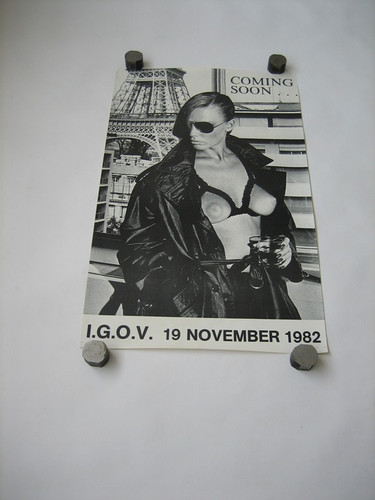 COMING
SOON . . .
I.G.O.V. 19 NOVEMBER 1982